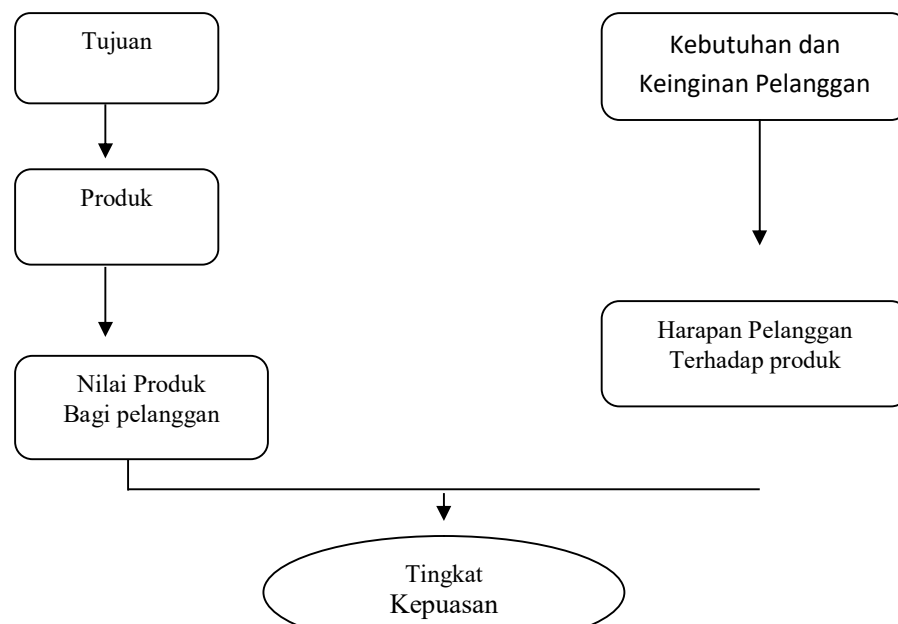 Tujuan
Kebutuhan dan
Keinginan Pelanggan
Produk
Harapan Pelanggan
Terhadap produk
Nilai Produk
Bagi pelanggan
Tingkat
Kepuasan